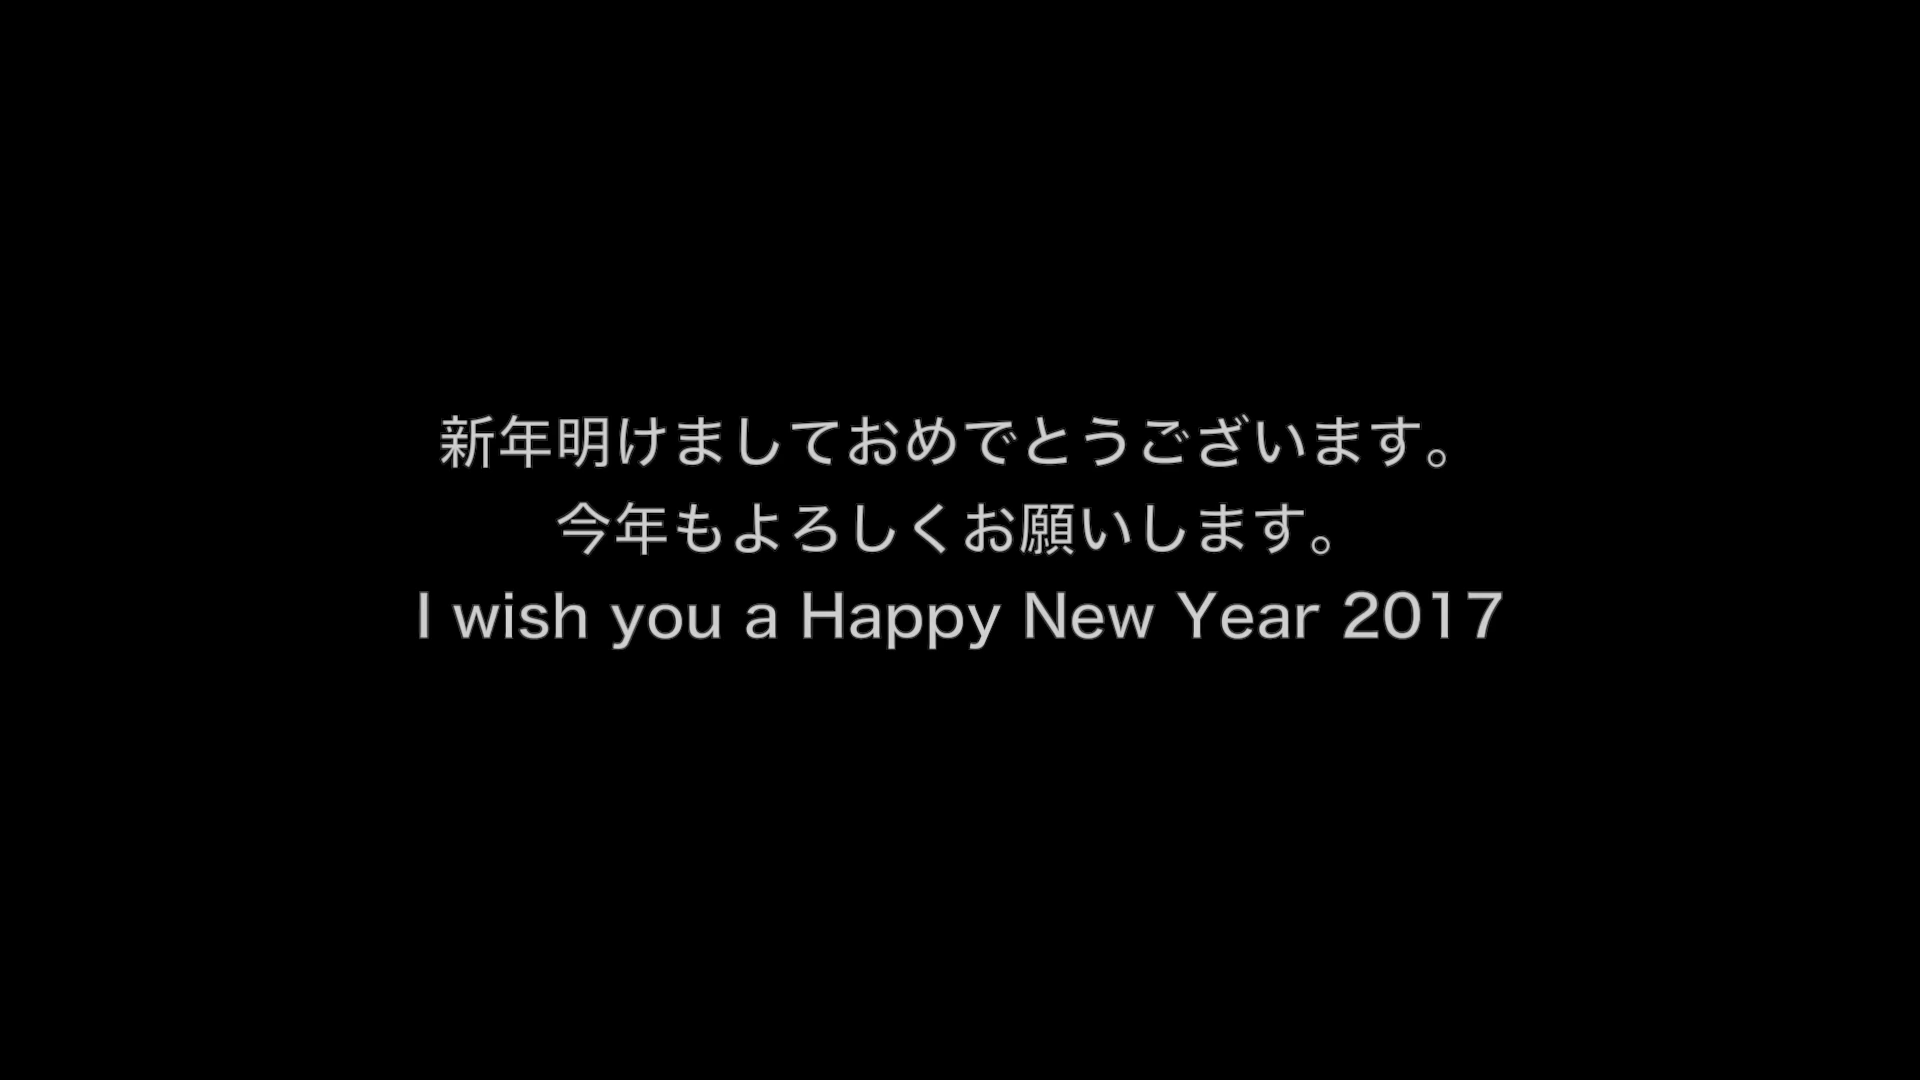 新年明けましておめでとうございます。
今年もよろしくお願いします。
I wish you a Happy New Year 2017